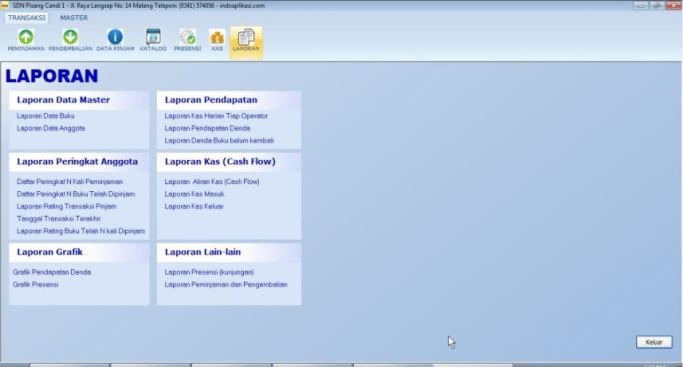 SDN Pisang Candi 1 - Jl. Raya Langsep No. 14 Malang Telepon: (0341) 574056 - indoaplikasi.com
TRANSAKSI MASTER
PEMINJAMAN PENGEMBALIAN DATA PINJAM KATALOG PRESENSI KAS LAPORAN
LAPORAN
Laporan Data Master
Laporan Data Buku
Laporan Data Anggota
Laporan Pendapatan
Laporan Kas Harian Tiap Operator
Laporan Pendapatan Denda
Laporan Denda Buku belum kembali
Laporan Peringkat Anggota
Daftar Peringkat N Kali Peminjaman
Daftar Peringkat N Buku Telah Dipinjam
Laporan Rating Transaksi Pinjam
Tanggal Transaksi Terakhir
Laporan Rating Buku Telah N kali Dipinjam
Laporan Kas (Cash Flow)
Laporan Aliran Kas (Cash Flow)
Laporan Kas Masuk
Laporan Kas Keluar
Laporan Grafik
Grafik Pendapatan Denda
Grafik Presensi
Laporan Lain-lain
Laporan Presensi (kunjungan)
Laporan Peminjaman dan Pengembalian
Keluar